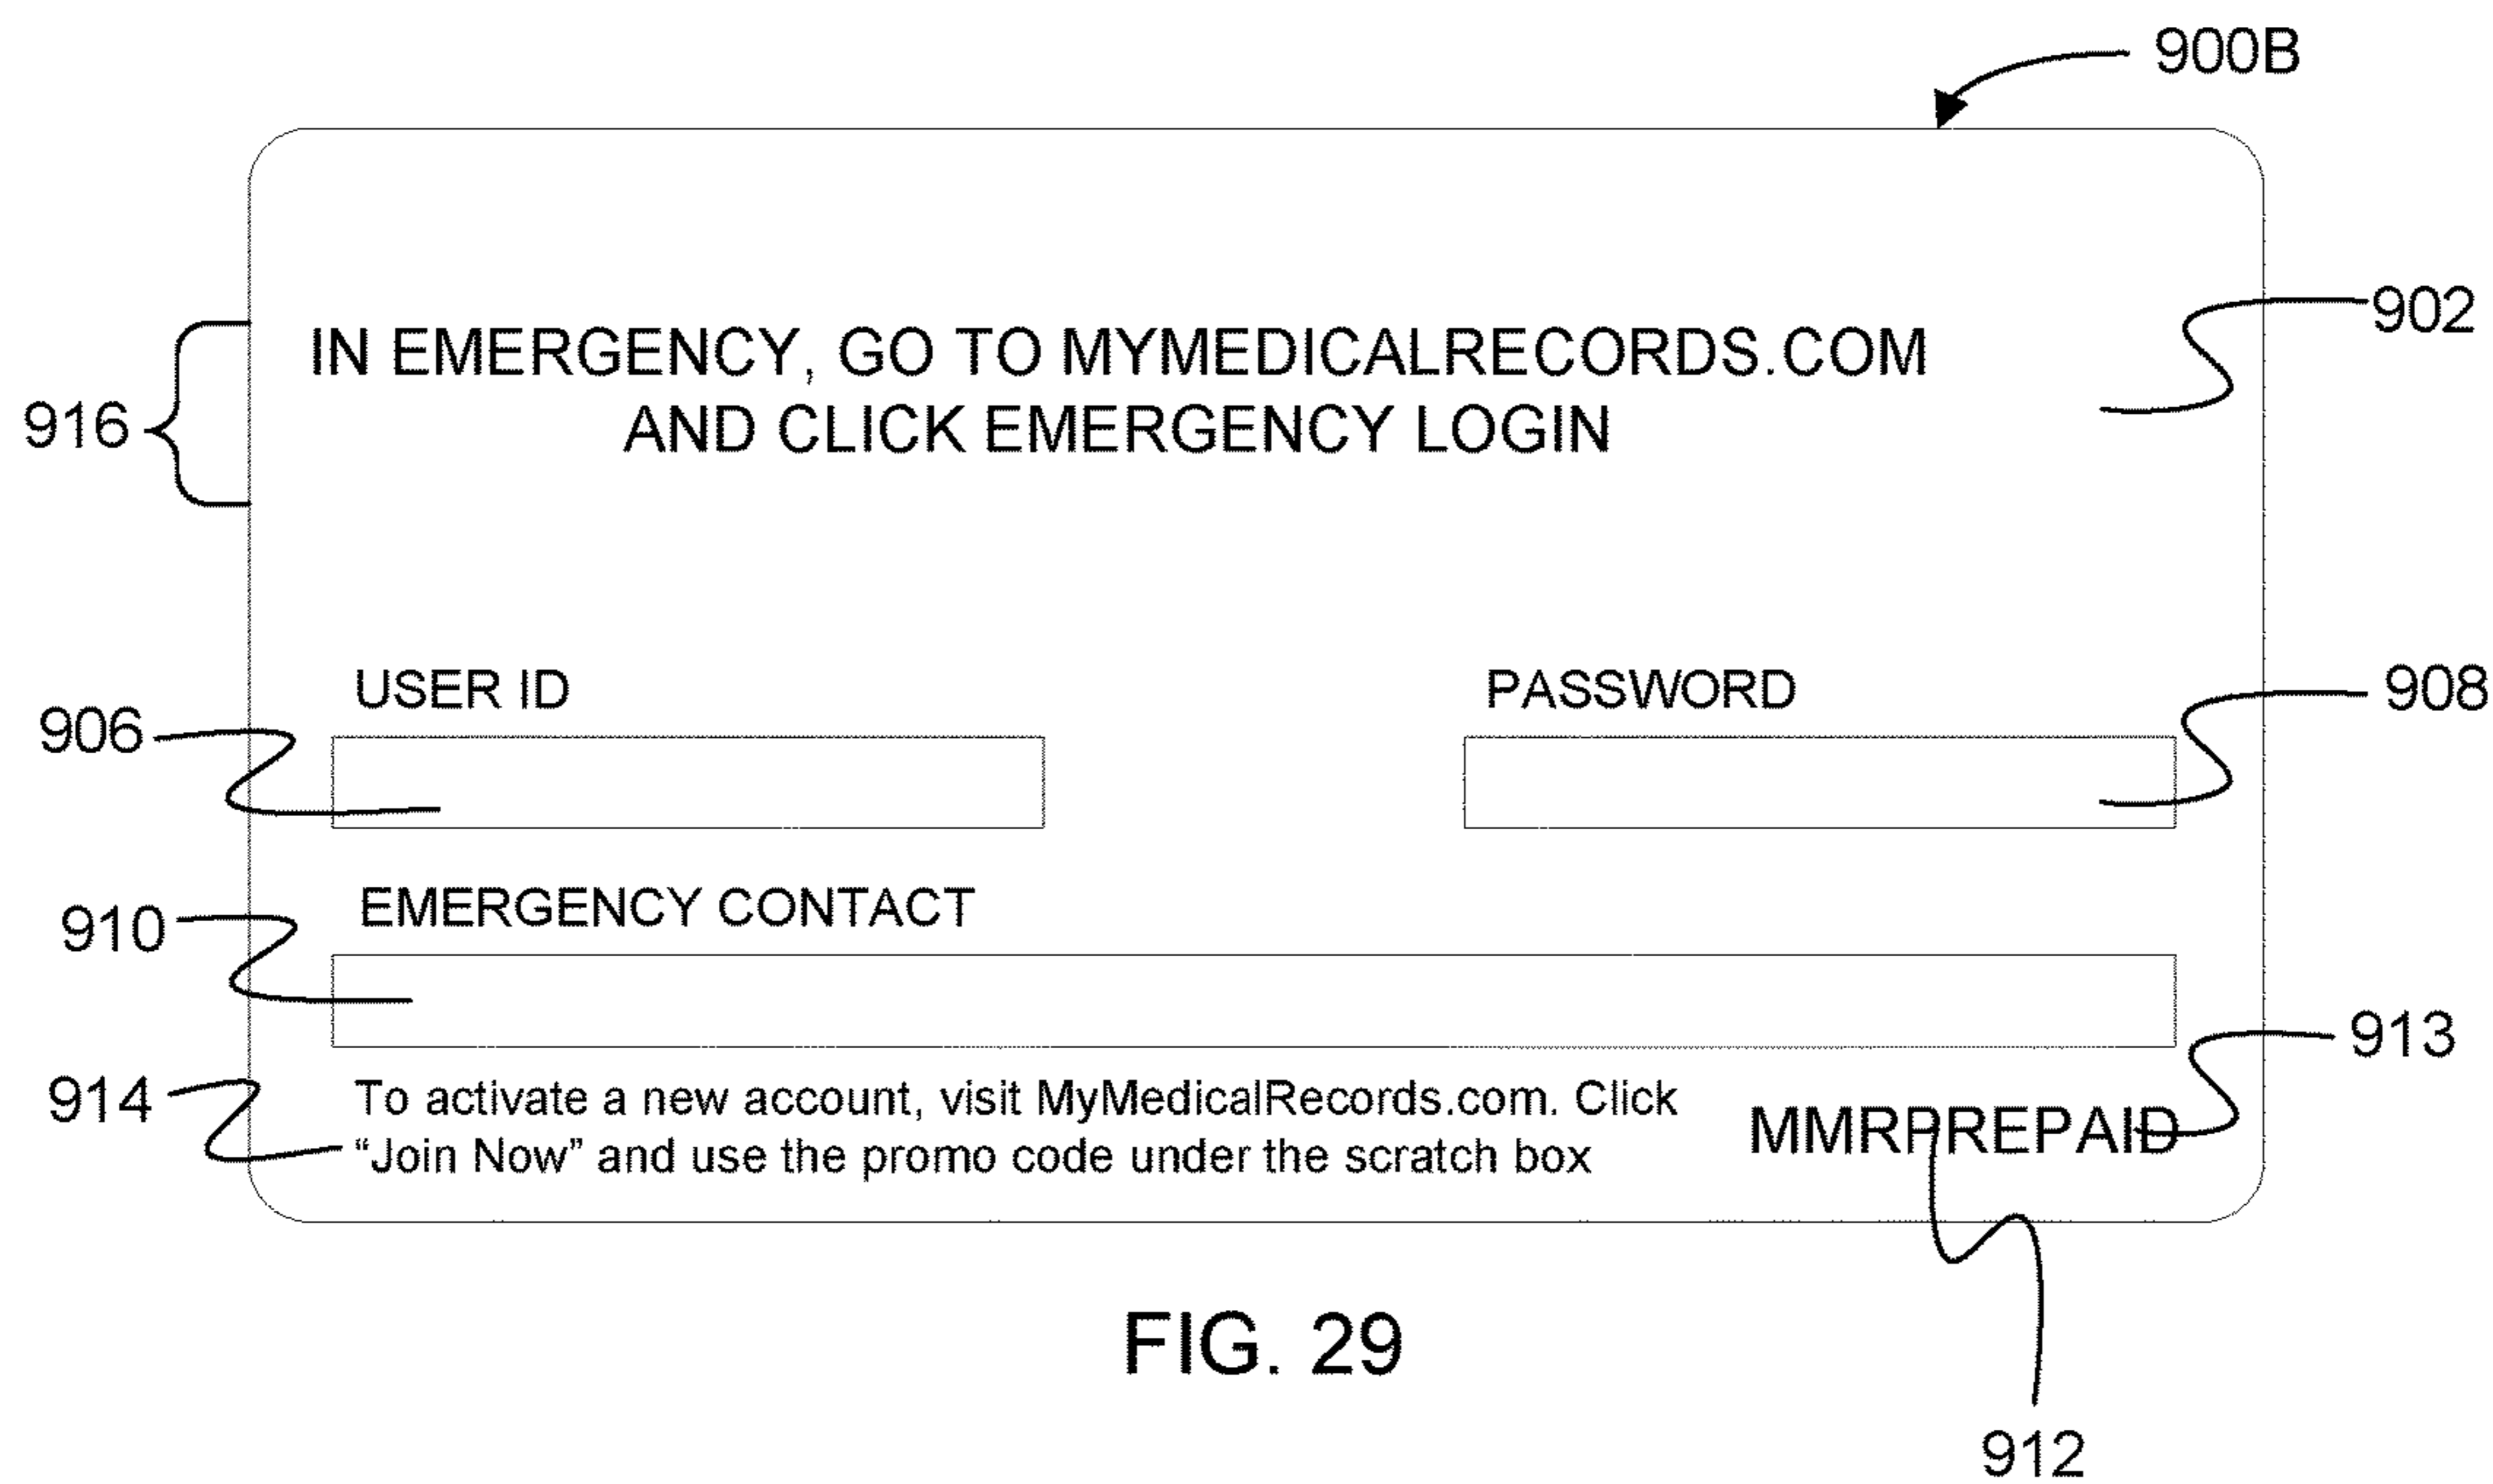 900B
902
IN EMERGENCY, GO TO MYMEDICALRECORDS.COM
916
AND CLICK EMERGENCY LOGIN
USER ID
PASSWORD
908
906
EMERGENCY CONTACT
910
913
914
To activate a new account, visit MyMedicalRecords.com. Click
MMRPREPAID
“Join Now” and use the promo code under the scratch box
FIG. 29
912